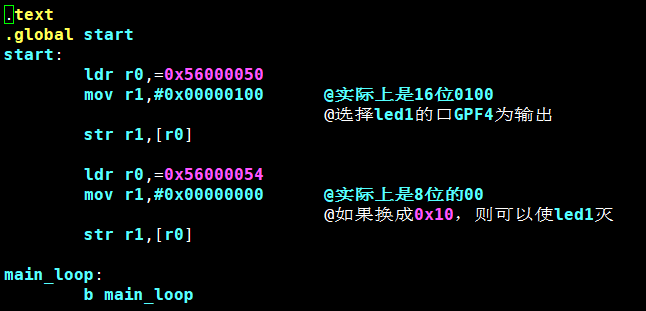 .text
.global start
start:
        ldr r0,=0x56000050
        mov r1,#0x00000100      @实际上是16位0100
                                @选择led1的口GPF4为输出
        str r1,[r0]
        ldr r0,=0x56000054
        mov r1,#0x00000000      @实际上是8位的00
                                @如果换成0x10，则可以使led1灭
        str r1,[r0]
main_loop:
        b main_loop